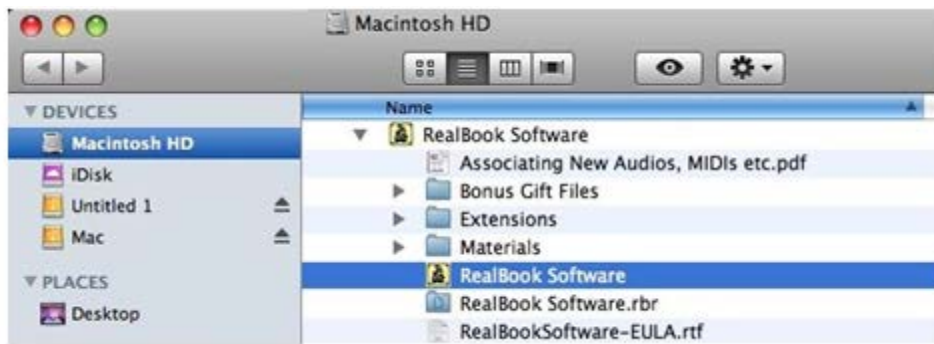 Macintosh HD
DEVICES
Macintosh HD
iDisk
Untitled 1
Mac
PLACES
Desktop
Name
RealBook Software
Associating New Audios, MIDIs etc.pdf
Bonus Gift Files
Extensions
Materials
RealBook Software
RealBook Software.rbr
RealBookSoftware-EULA.rtf